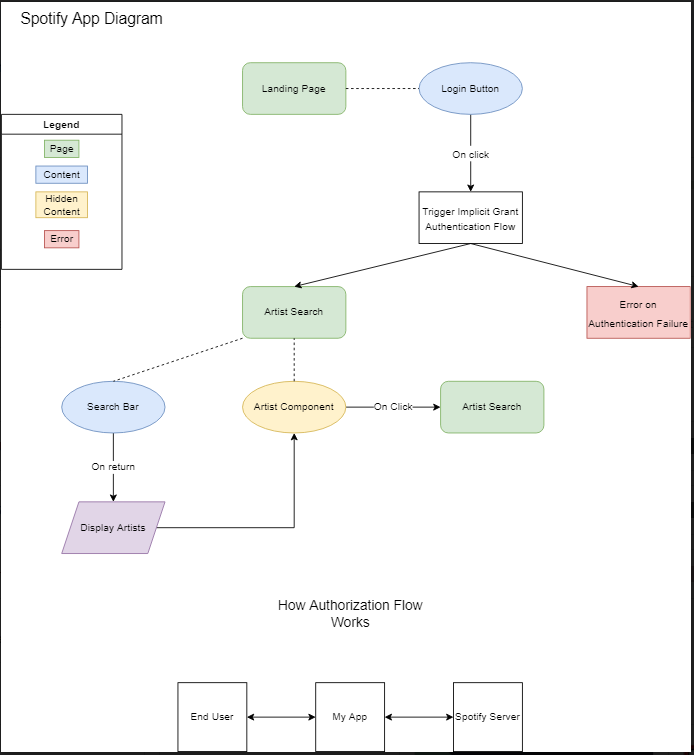 Spotify App Diagram
Landing Page
Login Button
Legend
Page
Content
Hidden
Content
Error
On click
Trigger Implicit Grant
Authentication Flow
Artist Search
Error on
Authentication Failure
Search Bar
Artist Component
On Click
Artist Search
On return
Display Artists
How Authorization Flow
Works
End User
My App
Spotify Server